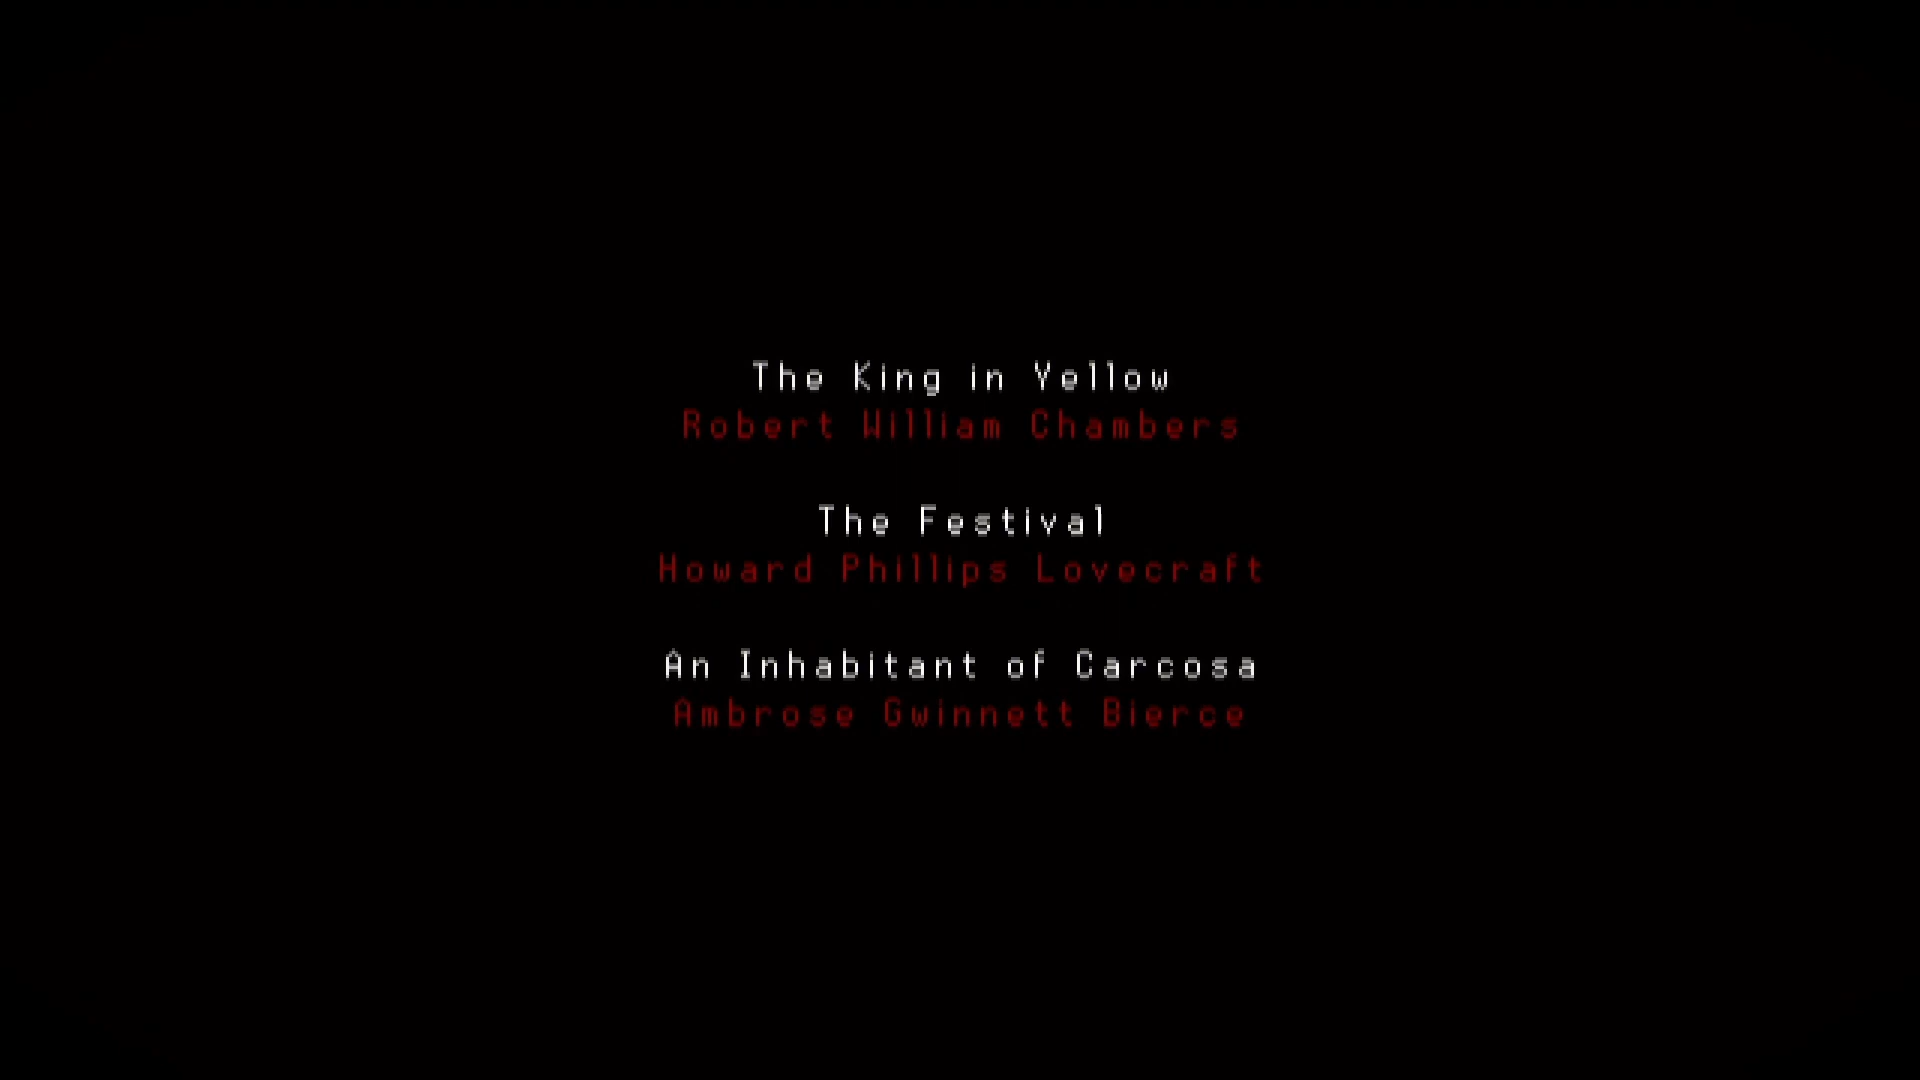 The King in Yellow
Robert William Chambers
The Festival
Howard Phillips Lovecraft
An Inhabitant of Carcosa
Ambrose Gwinnett Bierce